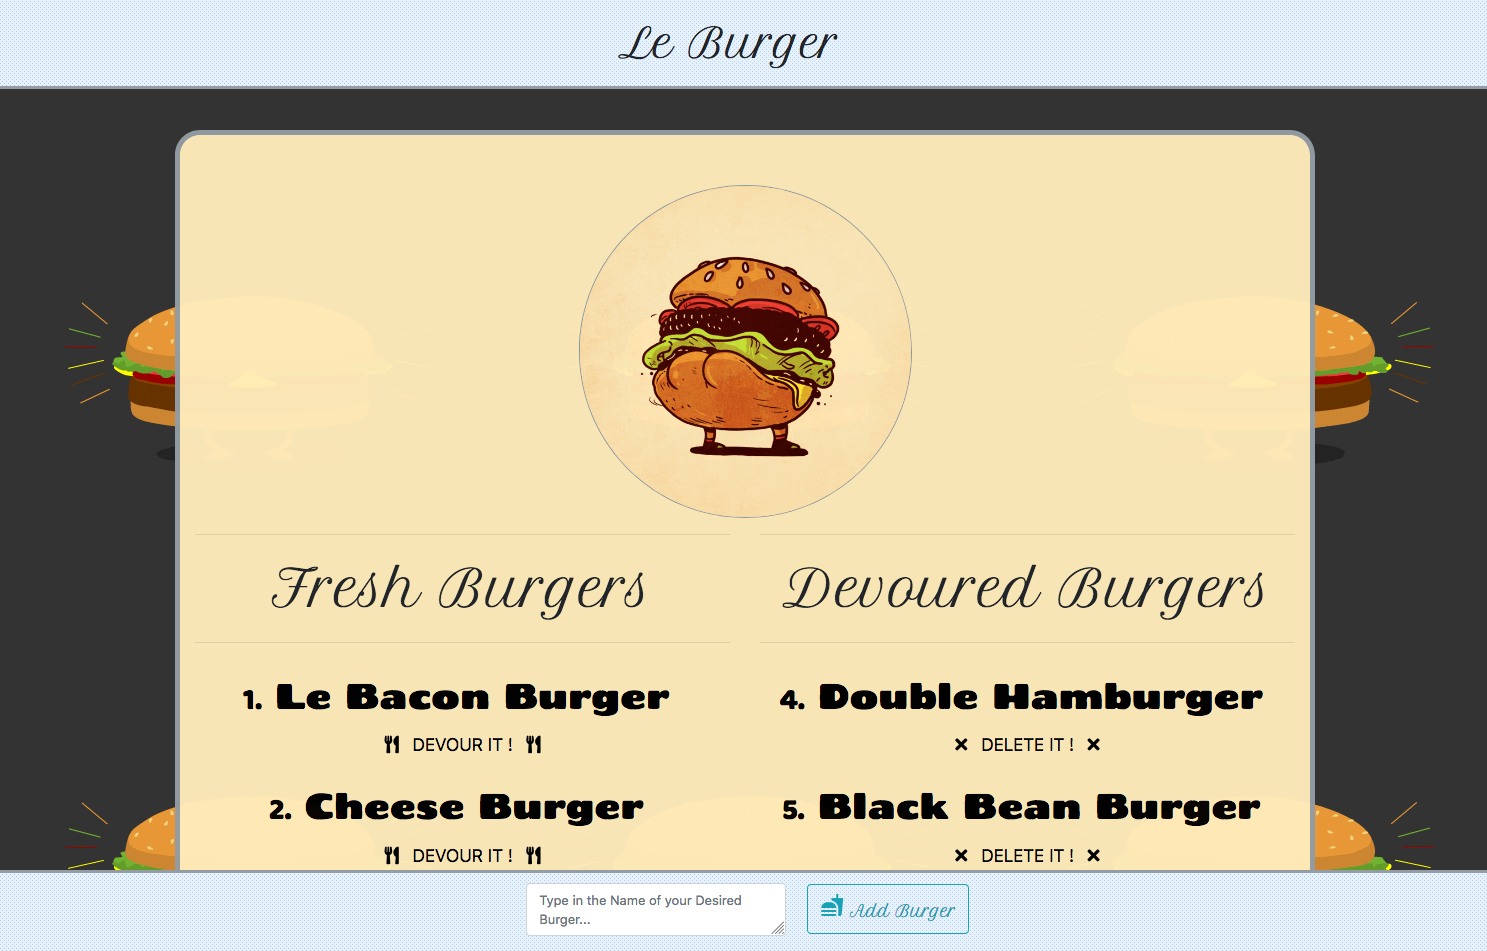 Le Burger
Fresh Burgers
Devoured Burgers
1. Le Bacon Burger
DEVOUR IT !
2. Cheese Burger
DEVOUR IT !
4. Double Hamburger
DELETE IT !
5. Black Bean Burger
DELETE IT !
Type in the Name of your Desired
Burger...
Add Burger